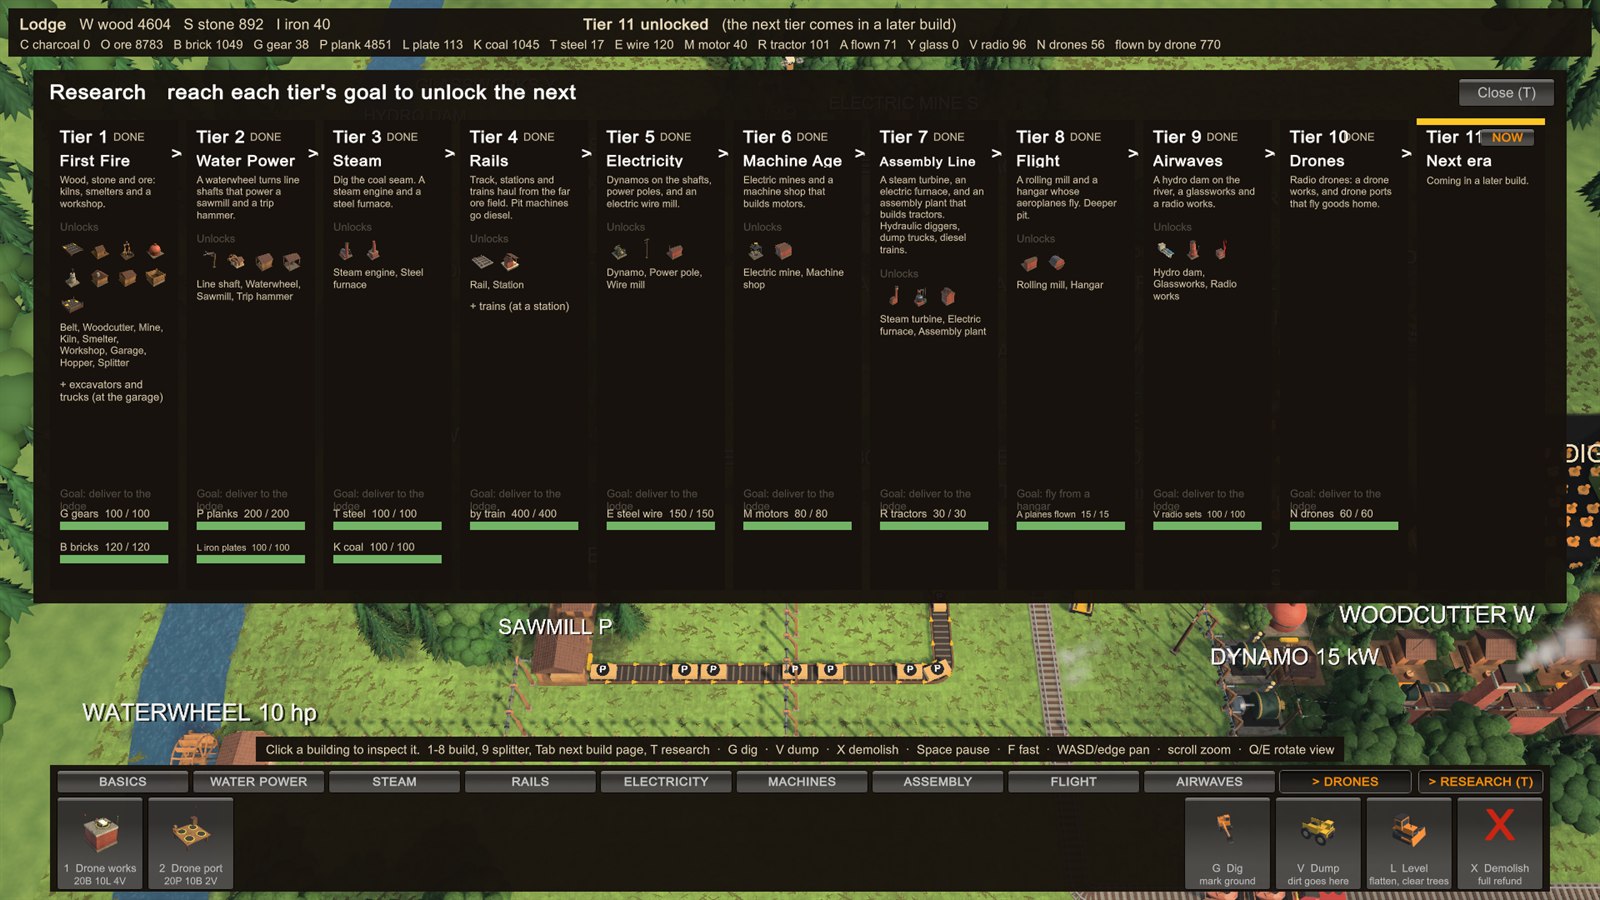 Lodge W wood 4604 S stone 892 I iron 40 Tier 11 unlocked (the next tier comes in a later build)
C charcoal 0 O ore 8783 B brick 1049 G gear 38 P plank 4851 L plate 113 K coal 1045 T steel 17 E wire 120 M motor 40 R tractor 101 A flown 71 Y glass 0 V radio 96 N drones 56 flown by drone 770
Research reach each tier's goal to unlock the next
Close (T)
ELECTRIC MINE S
Tier 1 DONE
First Fire
Wood, stone and ore:
kilns, smelters and a
workshop.
Unlocks
Belt, Woodcutter, Mine,
Kiln, Smelter,
Workshop, Garage,
Hopper, Splitter
+ excavators and
trucks (at the garage)
Goal: deliver to the
lodge
G gears 100 / 100
B bricks 120 / 120
>
Tier 2 DONE
Water Power
A waterwheel turns line
shafts that power a
sawmill and a trip
hammer.
Unlocks
Line shaft, Waterwheel,
Sawmill, Trip hammer
Goal: deliver to the
lodge
P planks 200 / 200
L iron plates 100 / 100
>
Tier 3 DONE
Steam
Dig the coal seam. A
steam engine and a
steel furnace.
Unlocks
Steam engine, Steel
furnace
Goal: deliver to the
lodge
T steel 100 / 100
K coal 100 / 100
>
Tier 4 DONE
Rails
Track, stations and
trains haul from the far
ore field. Pit machines
go diesel.
Unlocks
Rail, Station
+ trains (at a station)
Goal: deliver to the
lodge
by train 400 / 400
>
Tier 5 DONE
Electricity
Dynamos on the shafts,
power poles, and an
electric wire mill.
Unlocks
Dynamo, Power pole,
Wire mill
Goal: deliver to the
lodge
E steel wire 150 / 150
>
Tier 6 DONE
Machine Age
Electric mines and a
machine shop that
builds motors.
Unlocks
Electric mine, Machine
shop
Goal: deliver to the
lodge
M motors 80 / 80
>
Tier 7 DONE
Assembly Line
A steam turbine, an
electric furnace, and an
assembly plant that
builds tractors.
Hydraulic diggers,
dump trucks, diesel
trains.
Unlocks
Steam turbine, Electric
furnace, Assembly plant
Goal: deliver to the
lodge
R tractors 30 / 30
>
Tier 8 DONE
Flight
A rolling mill and a
hangar whose
aeroplanes fly. Deeper
pit.
Unlocks
Rolling mill, Hangar
Goal: fly from a
hangar
A planes flown 15 / 15
>
Tier 9 DONE
Airwaves
A hydro dam on the
river, a glassworks and
a radio works.
Unlocks
Hydro dam,
Glassworks, Radio
works
Goal: deliver to the
lodge
V radio sets 100 / 100
>
Tier 10 DONE
Drones
Radio drones: a drone
works, and drone ports
that fly goods home.
Goal: deliver to the
lodge
N drones 60 / 60
>
Tier 11 NOW
Next era
Coming in a later build.
DIG
SAWMILL P
WOODCUTTER W
P P P P P P P
DYNAMO 15 kW
WATERWHEEL 10 hp
Click a building to inspect it. 1-8 build, 9 splitter, Tab next build page, T research · G dig · V dump · X demolish · Space pause · F fast · WASD/edge pan · scroll zoom · Q/E rotate view
BASICS WATER POWER STEAM RAILS ELECTRICITY MACHINES ASSEMBLY FLIGHT AIRWAVES > DRONES > RESEARCH (T)
1 Drone works
20B 10L 4V
2 Drone port
20P 10B 2V
G Dig
mark ground
V Dump
dirt goes here
L Level
flatten, clear trees
X Demolish
full refund